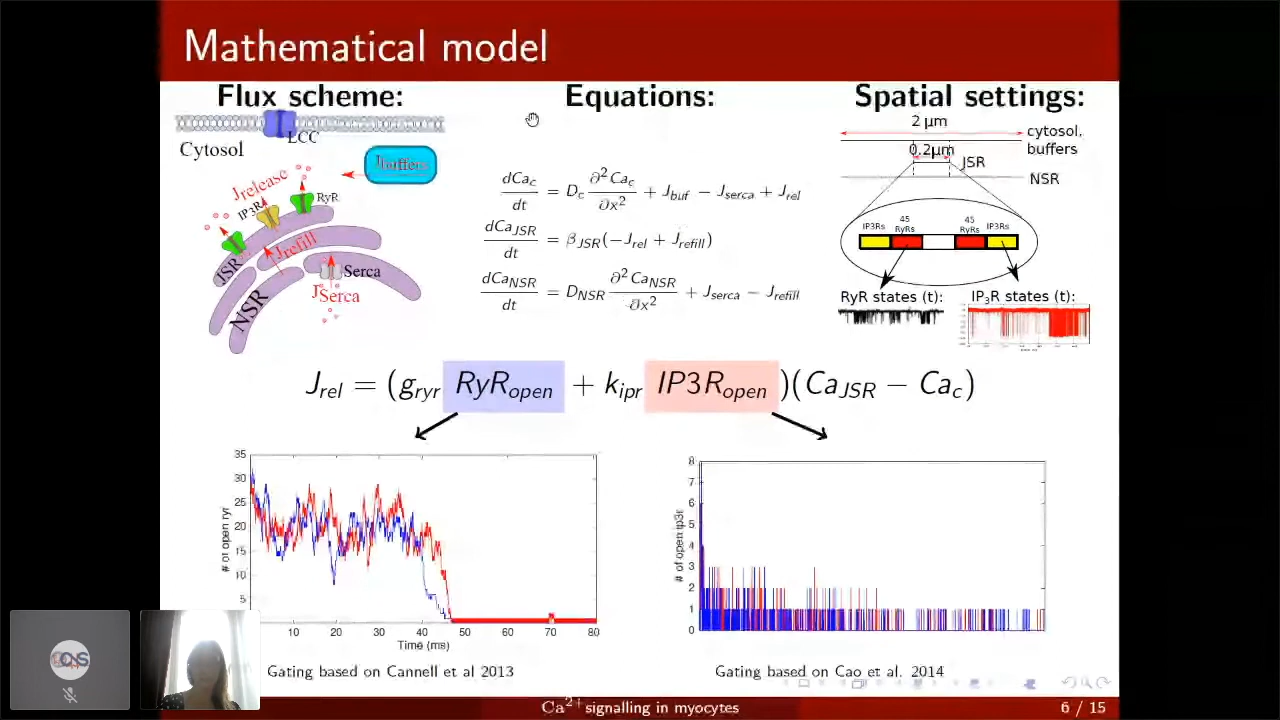 Mathematical model
Flux scheme:
Equations:
Spatial settings:
LCC
Cytosol
Jbuffers
Jrelease
IP3R
RyR
Jrefill
JSR
NSR
Serca
JSerca
dCa_c/dt = D_c ∂²Ca_c/∂x² + J_buf − J_serca + J_rel
dCa_JSR/dt = β_JSR(−J_rel + J_refill)
dCa_NSR/dt = D_NSR ∂²Ca_NSR/∂x² + J_serca − J_refill
2 μm
cytosol,
buffers
0.2μm
JSR
NSR
IP3Rs
45
RyRs
45
RyRs
IP3Rs
RyR states (t):
IP₃R states (t):
J_rel = (g_ryr RyR_open + k_ipr IP3R_open)(Ca_JSR − Ca_c)
# of open ryr
35
30
25
20
15
10
5
10 20 30 40 50 60 70 80
Time (ms)
Gating based on Cannell et al 2013
# of open ip3r
8
7
6
5
4
3
2
1
0
Gating based on Cao et al. 2014
Ca²⁺signalling in myocytes
6 / 15